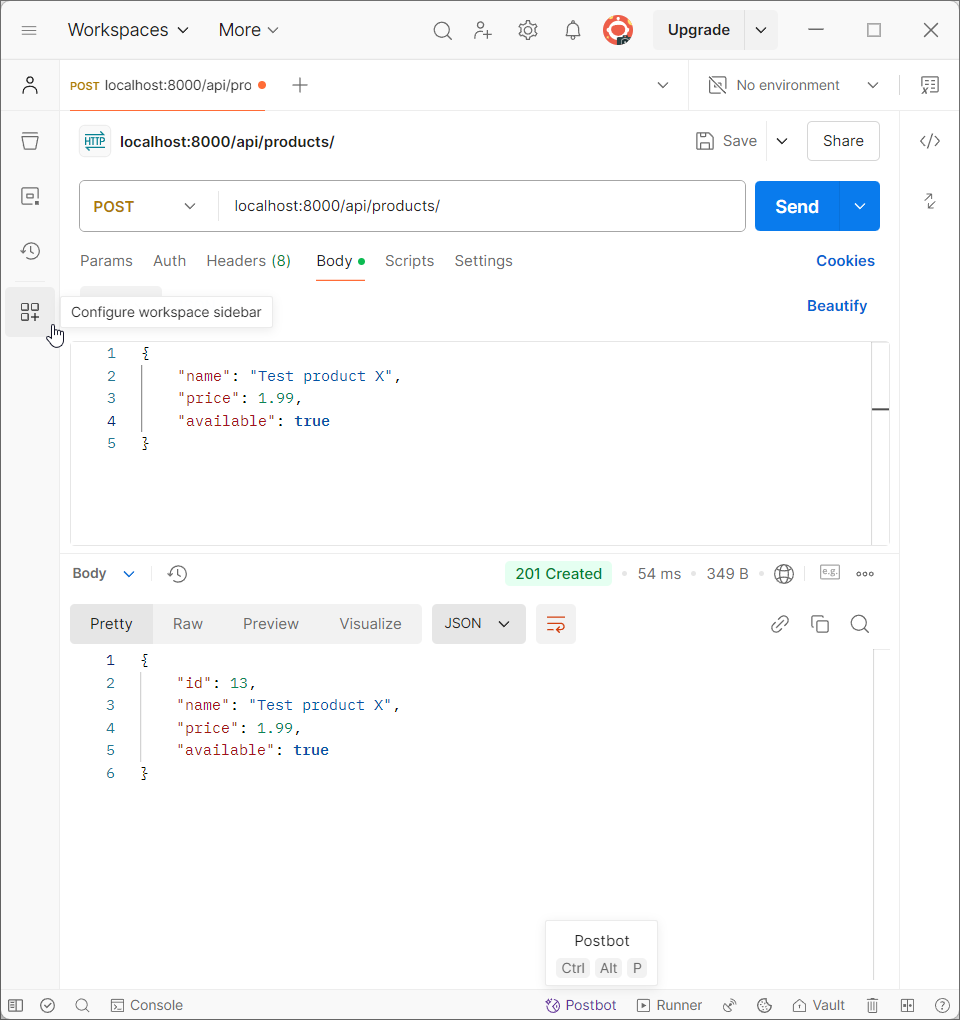 Workspaces More Upgrade
POST localhost:8000/api/pro No environment
HTTP localhost:8000/api/products/ Save Share
POST localhost:8000/api/products/ Send
Params Auth Headers (8) Body Scripts Settings Cookies
Configure workspace sidebar Beautify
1 {
2 "name": "Test product X",
3 "price": 1.99,
4 "available": true
5 }
Body 201 Created 54 ms 349 B e.g.
Pretty Raw Preview Visualize JSON
1 {
2 "id": 13,
3 "name": "Test product X",
4 "price": 1.99,
5 "available": true
6 }
Postbot
Ctrl Alt P
Console Postbot Runner Vault